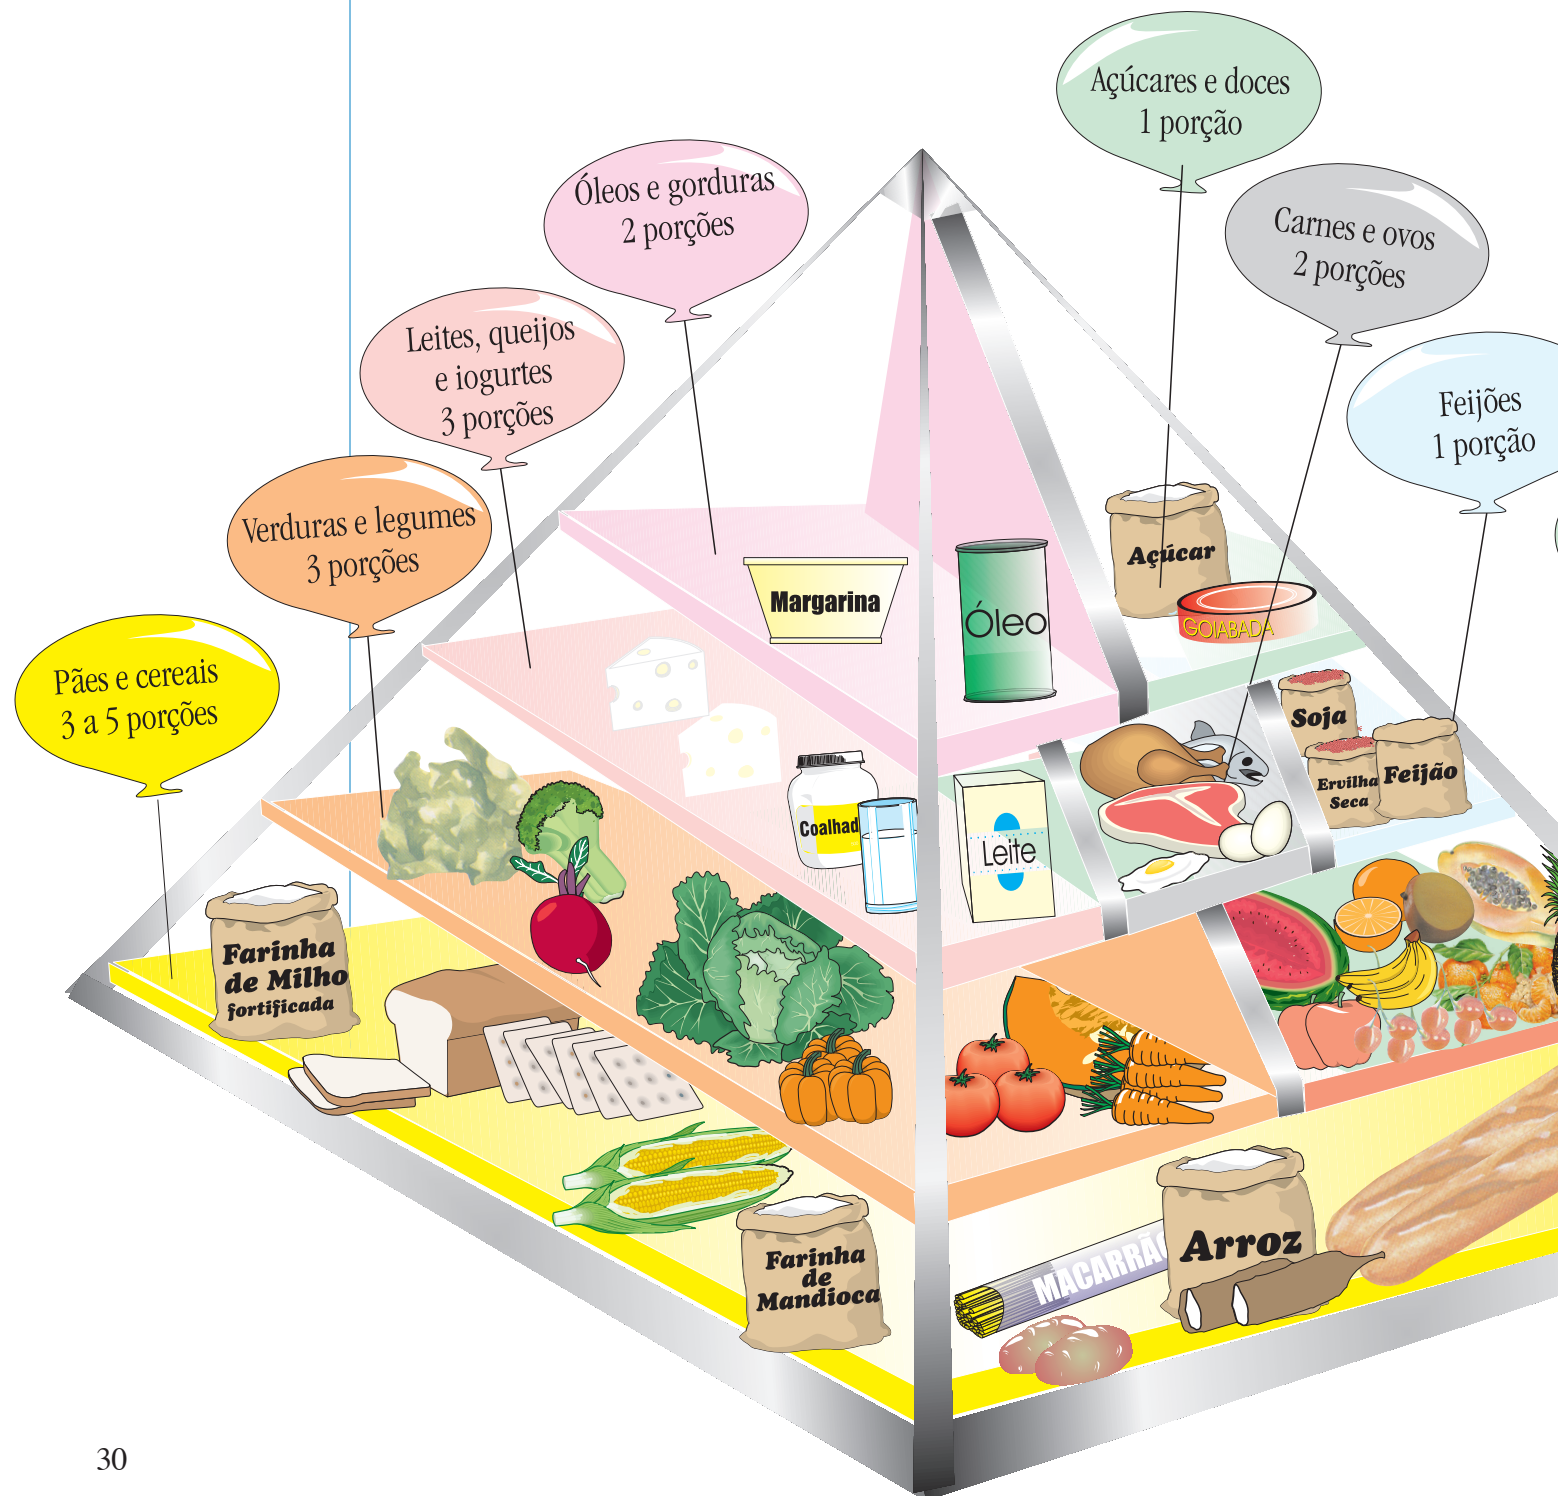 Açúcares e doces
1 porção
Óleos e gorduras
2 porções
Carnes e ovos
2 porções
Leites, queijos
e iogurtes
3 porções
Feijões
1 porção
Verduras e legumes
3 porções
Pães e cereais
3 a 5 porções
Açúcar
GOIABADA
Margarina
Óleo
Soja
Ervilha
Seca
Feijão
Coalhad
Leite
Farinha
de Milho
fortificada
Farinha
de
Mandioca
MACARRÃO
Arroz
30